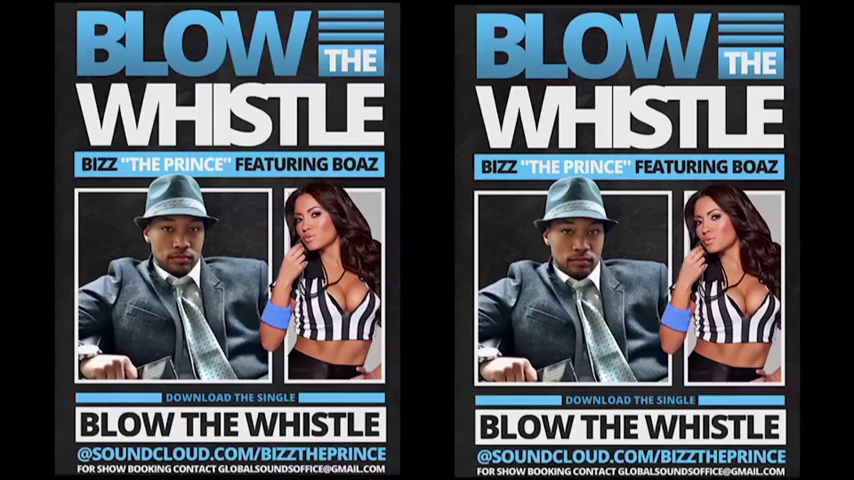 BLOW
THE
WHISTLE
BIZZ "THE PRINCE" FEATURING BOAZ
DOWNLOAD THE SINGLE
BLOW THE WHISTLE
@SOUNDCLOUD.COM/BIZZTHEPRINCE
FOR SHOW BOOKING CONTACT GLOBALSOUNDSOFFICE@GMAIL.COM
BLOW
THE
WHISTLE
BIZZ "THE PRINCE" FEATURING BOAZ
DOWNLOAD THE SINGLE
BLOW THE WHISTLE
@SOUNDCLOUD.COM/BIZZTHEPRINCE
FOR SHOW BOOKING CONTACT GLOBALSOUNDSOFFICE@GMAIL.COM